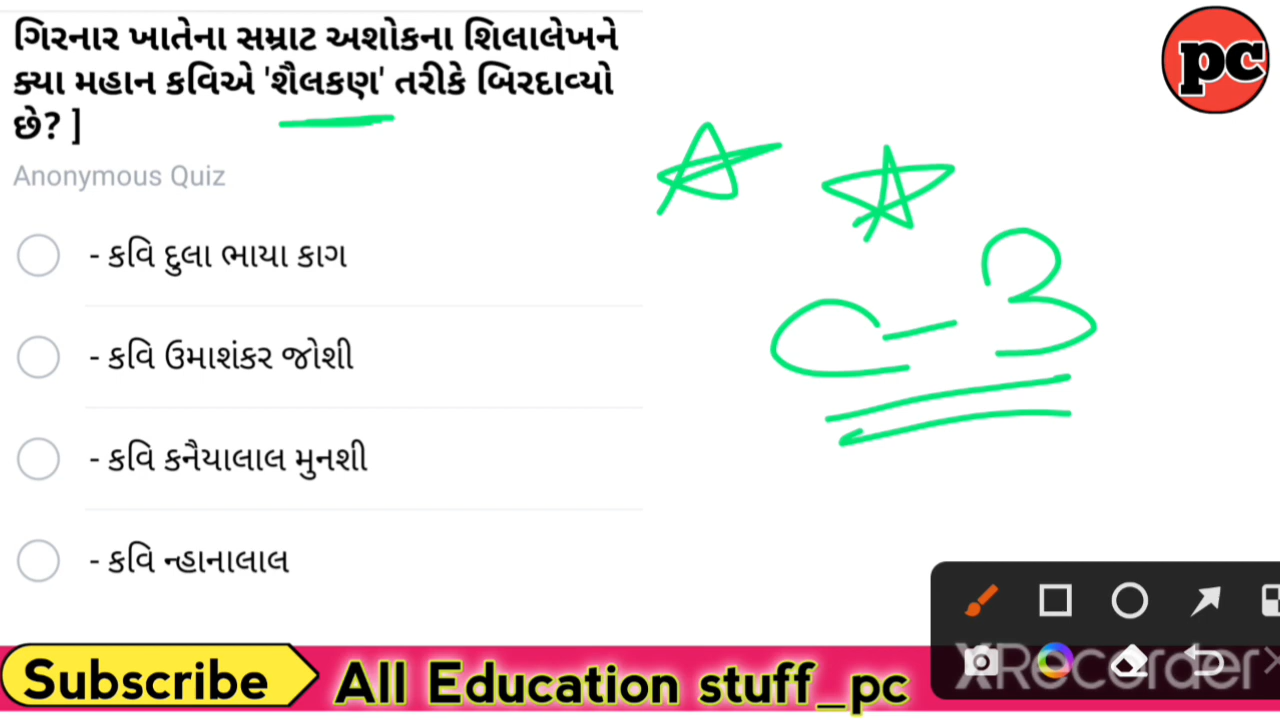 ગિરનાર ખાતેના સમ્રાટ અશોકના શિલાલેખને
ક્યા મહાન કવિએ 'શૈલકણ' તરીકે બિરદાવ્યો
છે? ]
Anonymous Quiz
- કવિ દુલા ભાયા કાગ
- કવિ ઉમાશંકર જોશી
- કવિ કનૈયાલાલ મુનશી
- કવિ ન્હાનાલાલ
pc
C-3
XRecorder
Subscribe
All Education stuff_pc